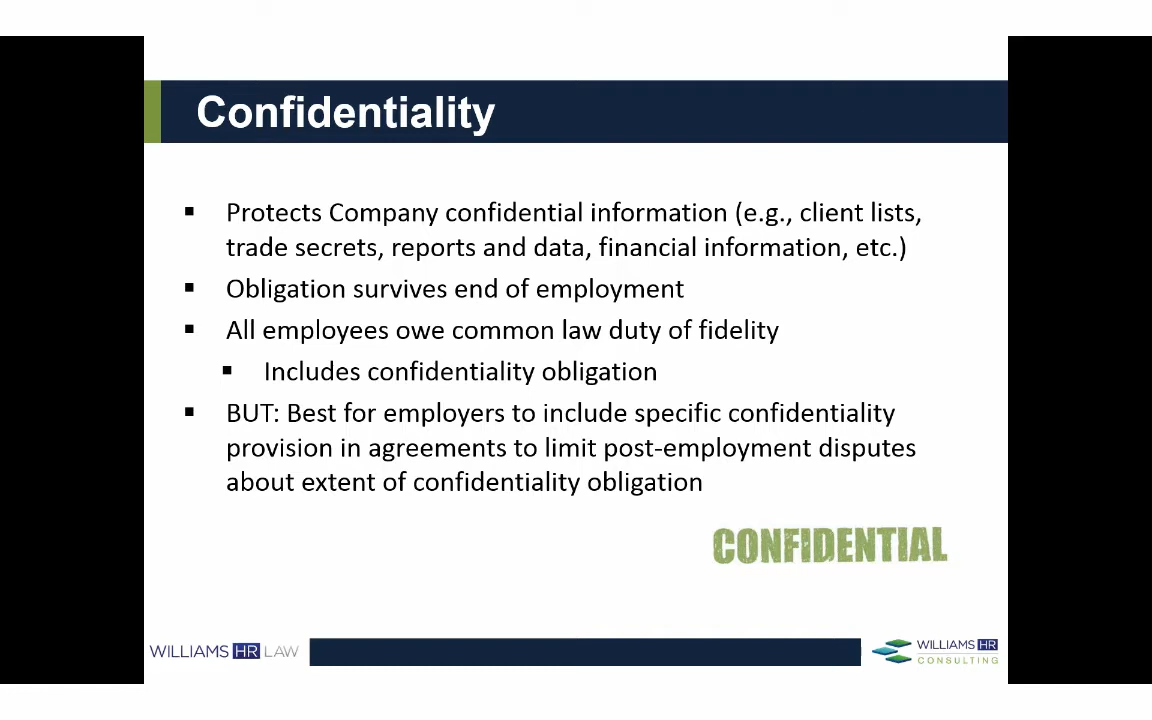 Confidentiality
▪ Protects Company confidential information (e.g., client lists,
trade secrets, reports and data, financial information, etc.)
▪ Obligation survives end of employment
▪ All employees owe common law duty of fidelity
▪ Includes confidentiality obligation
▪ BUT: Best for employers to include specific confidentiality
provision in agreements to limit post-employment disputes
about extent of confidentiality obligation
CONFIDENTIAL
WILLIAMS HR LAW
WILLIAMS HR
CONSULTING